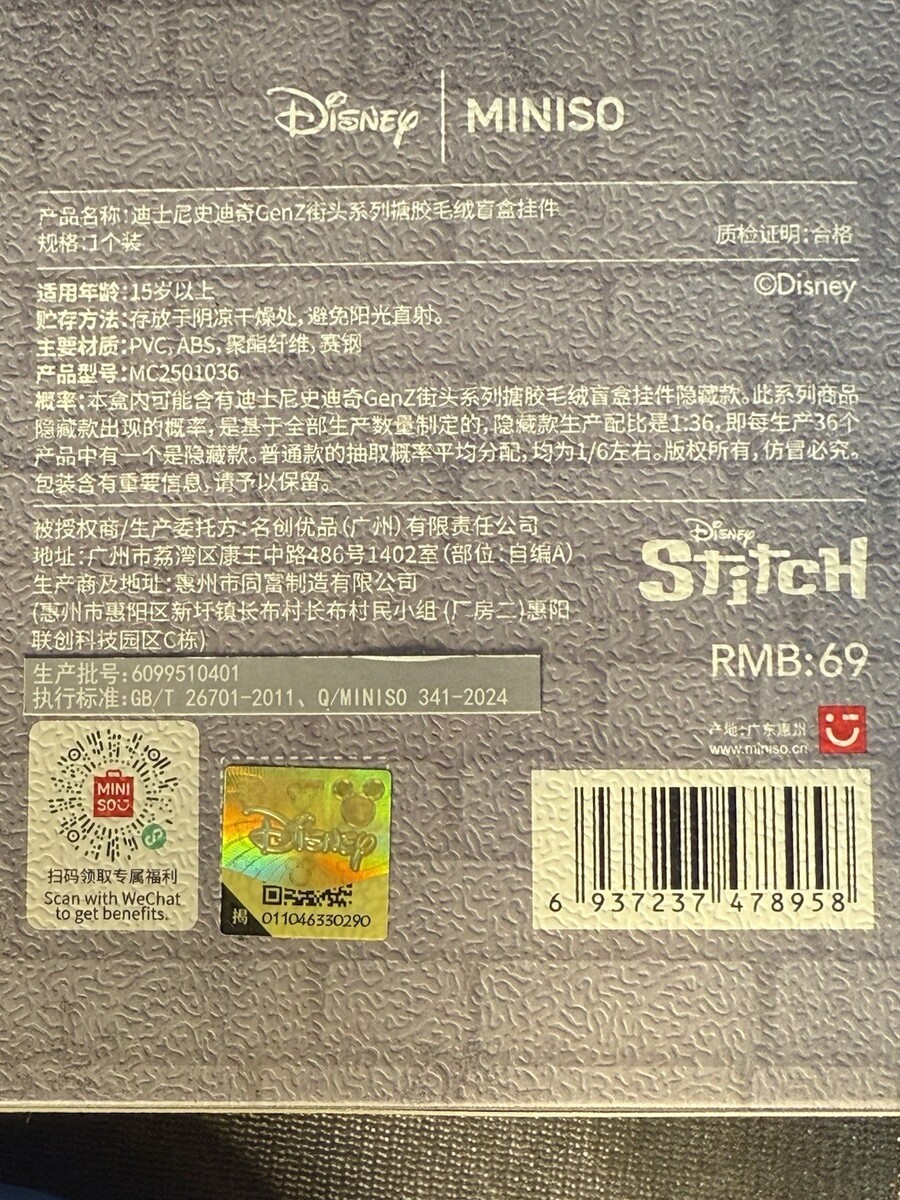 Disney | MINISO
产品名称:迪士尼史迪奇GenZ街头系列搪胶毛绒盲盒挂件
规格:1个装
质检证明:合格
适用年龄:15岁以上
©Disney
贮存方法:存放于阴凉干燥处,避免阳光直射。
主要材质:PVC,ABS,聚酯纤维,赛钢
产品型号:MC2501036
概率:本盒内可能含有迪士尼史迪奇GenZ街头系列搪胶毛绒盲盒挂件隐藏款。此系列商品
隐藏款出现的概率,是基于全部生产数量制定的,隐藏款生产配比是1:36,即每生产36个
产品中有一个是隐藏款。普通款的抽取概率平均分配,均为1/6左右。版权所有,仿冒必究。
包装含有重要信息,请予以保留。
被授权商/生产委托方:名创优品(广州)有限责任公司
地址:广州市荔湾区康王中路486号1402室(部位:自编A)
生产商及地址:惠州市同富制造有限公司
(惠州市惠阳区新圩镇长布村长布村民小组(厂房二)惠阳
联创科技园区C栋)
Disney
Stitch
RMB:69
生产批号:6099510401
执行标准:GB/T 26701-2011、Q/MINISO 341-2024
产地:广东惠州
www.miniso.cn
MINI
SO
扫码领取专属福利
Scan with WeChat
to get benefits.
Disney
揭
011046330290
6 937237 478958